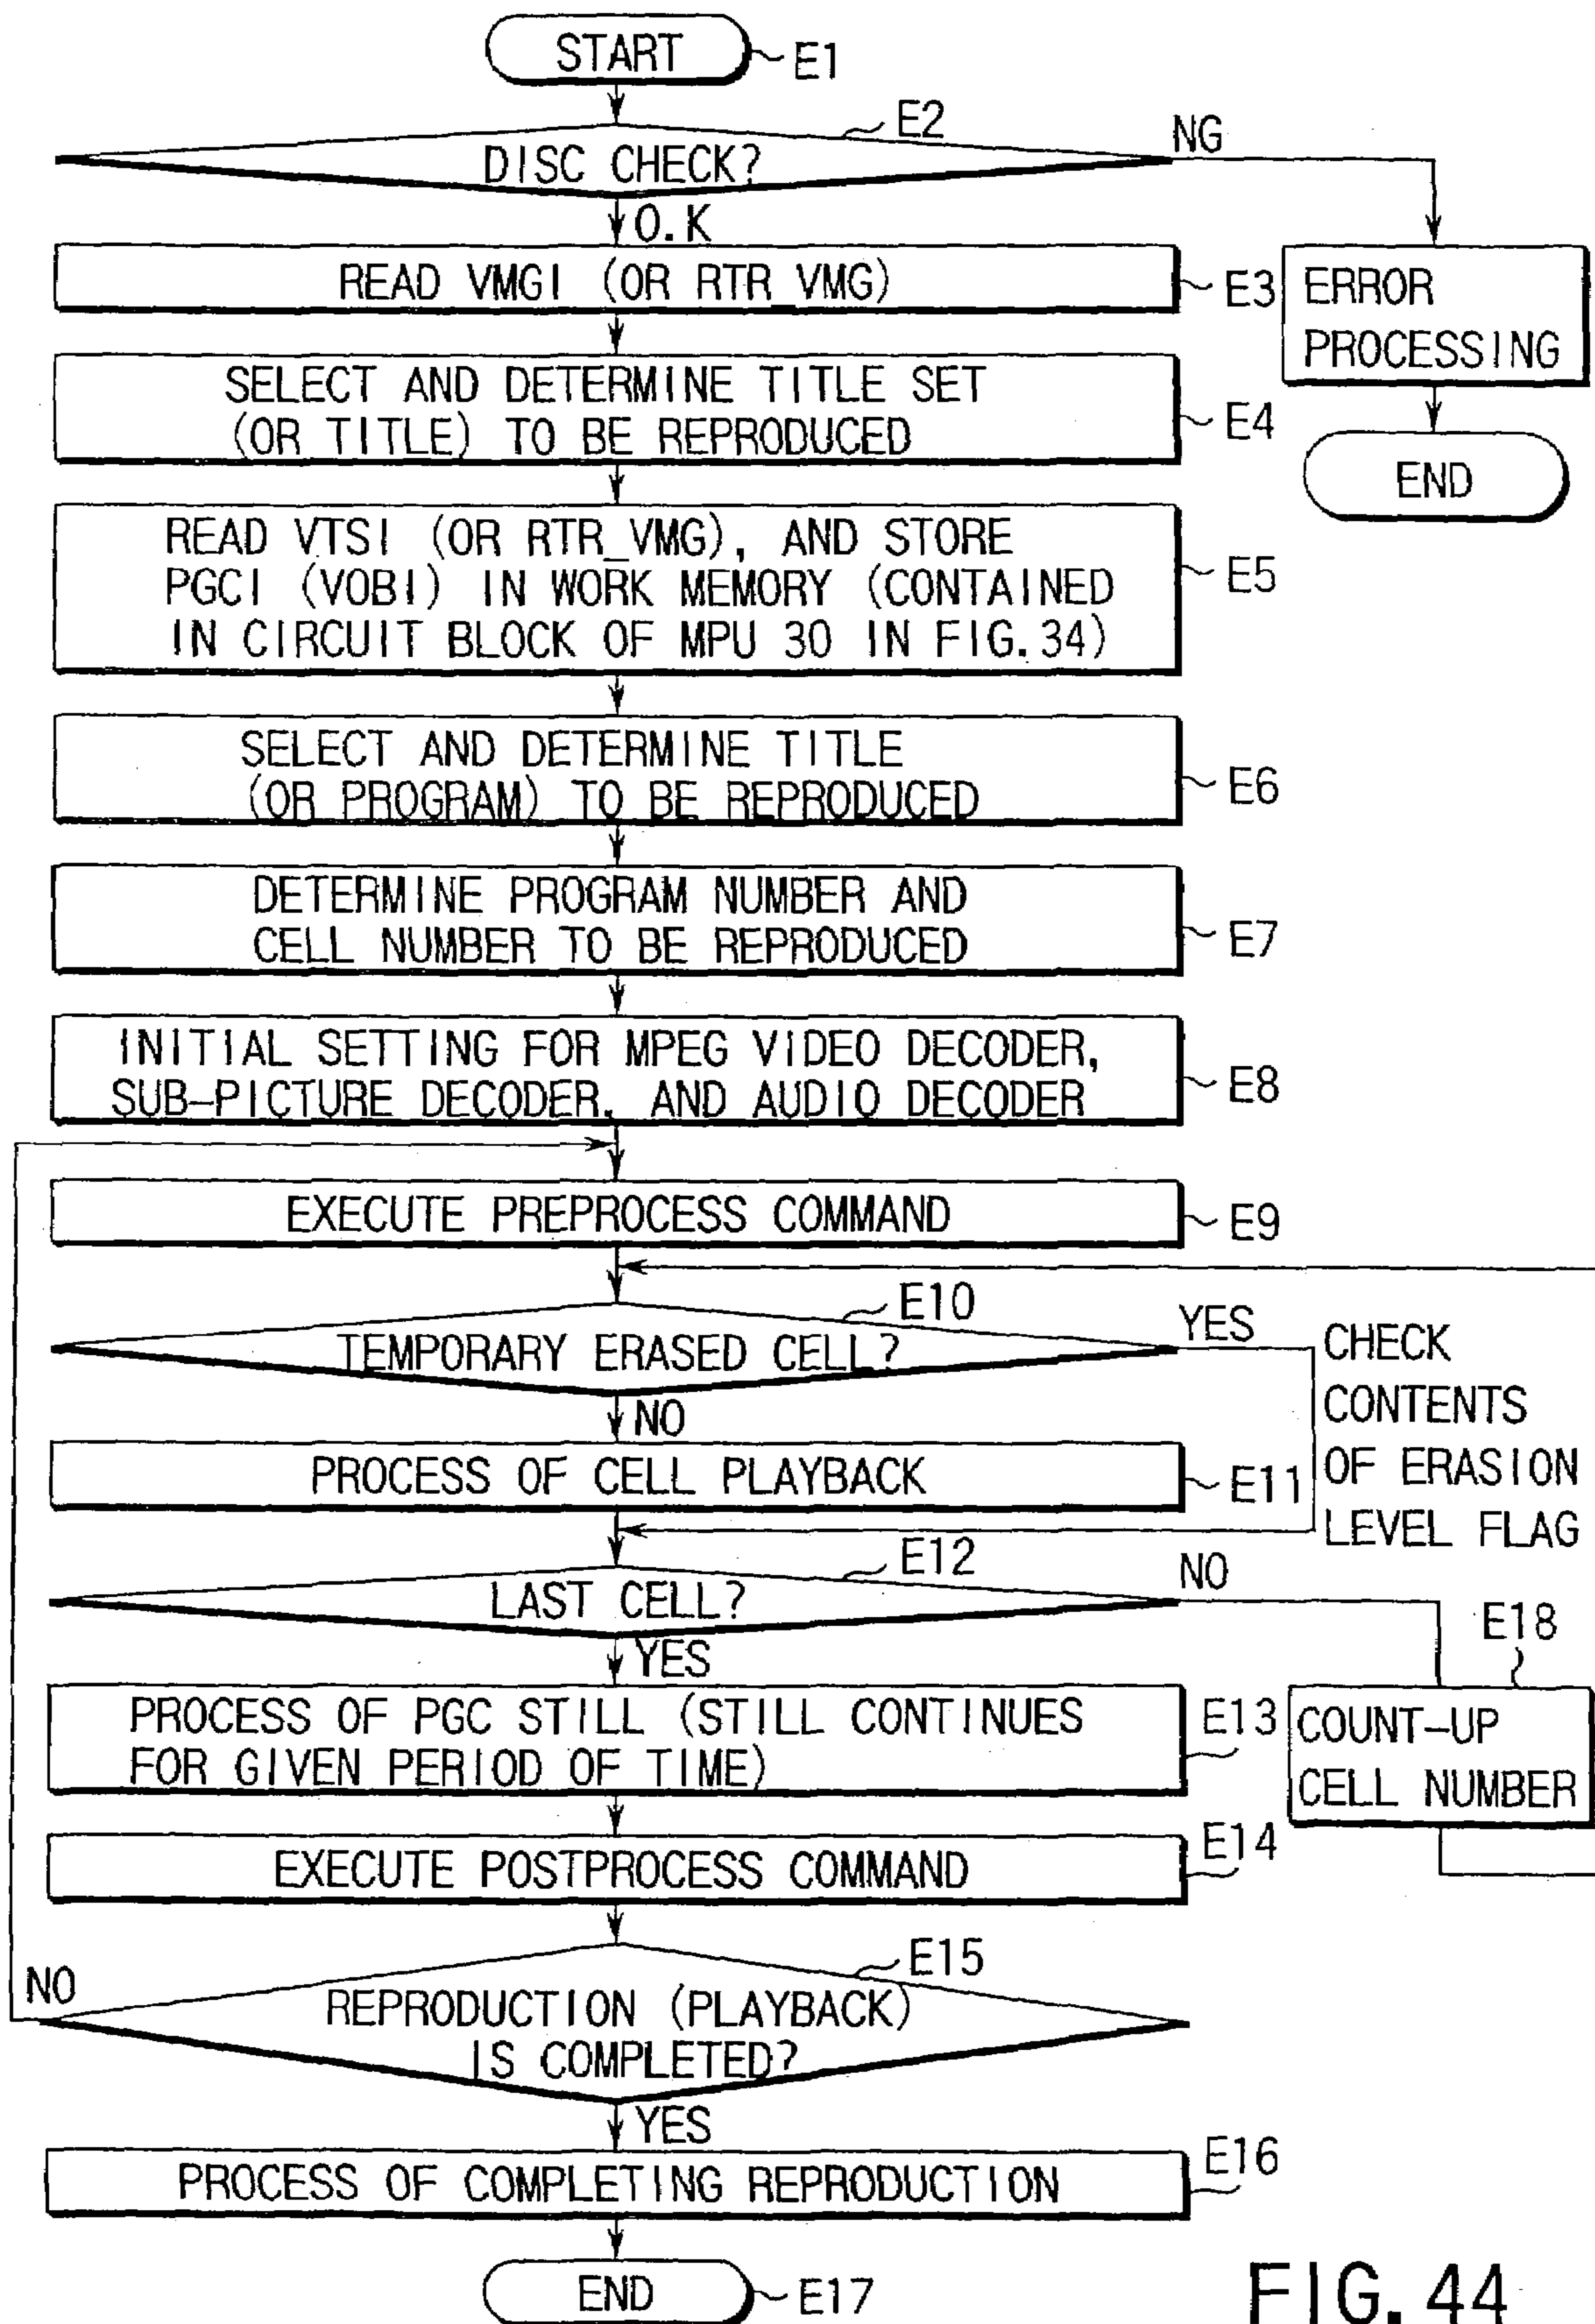 START
E1
E2
DISC CHECK?
NG
O.K
READ VMGI (OR RTR_VMG)
E3
ERROR
PROCESSING
END
SELECT AND DETERMINE TITLE SET
(OR TITLE) TO BE REPRODUCED
E4
READ VTSI (OR RTR_VMG), AND STORE
PGCI (VOBI) IN WORK MEMORY (CONTAINED
IN CIRCUIT BLOCK OF MPU 30 IN FIG.34)
E5
SELECT AND DETERMINE TITLE
(OR PROGRAM) TO BE REPRODUCED
E6
DETERMINE PROGRAM NUMBER AND
CELL NUMBER TO BE REPRODUCED
E7
INITIAL SETTING FOR MPEG VIDEO DECODER,
SUB-PICTURE DECODER, AND AUDIO DECODER
E8
EXECUTE PREPROCESS COMMAND
E9
E10
TEMPORARY ERASED CELL?
YES
CHECK
CONTENTS
OF ERASION
LEVEL FLAG
NO
PROCESS OF CELL PLAYBACK
E11
E12
LAST CELL?
NO
E18
COUNT-UP
CELL NUMBER
YES
PROCESS OF PGC STILL (STILL CONTINUES
FOR GIVEN PERIOD OF TIME)
E13
EXECUTE POSTPROCESS COMMAND
E14
E15
NO
REPRODUCTION (PLAYBACK)
IS COMPLETED?
YES
PROCESS OF COMPLETING REPRODUCTION
E16
END
E17
FIG. 44